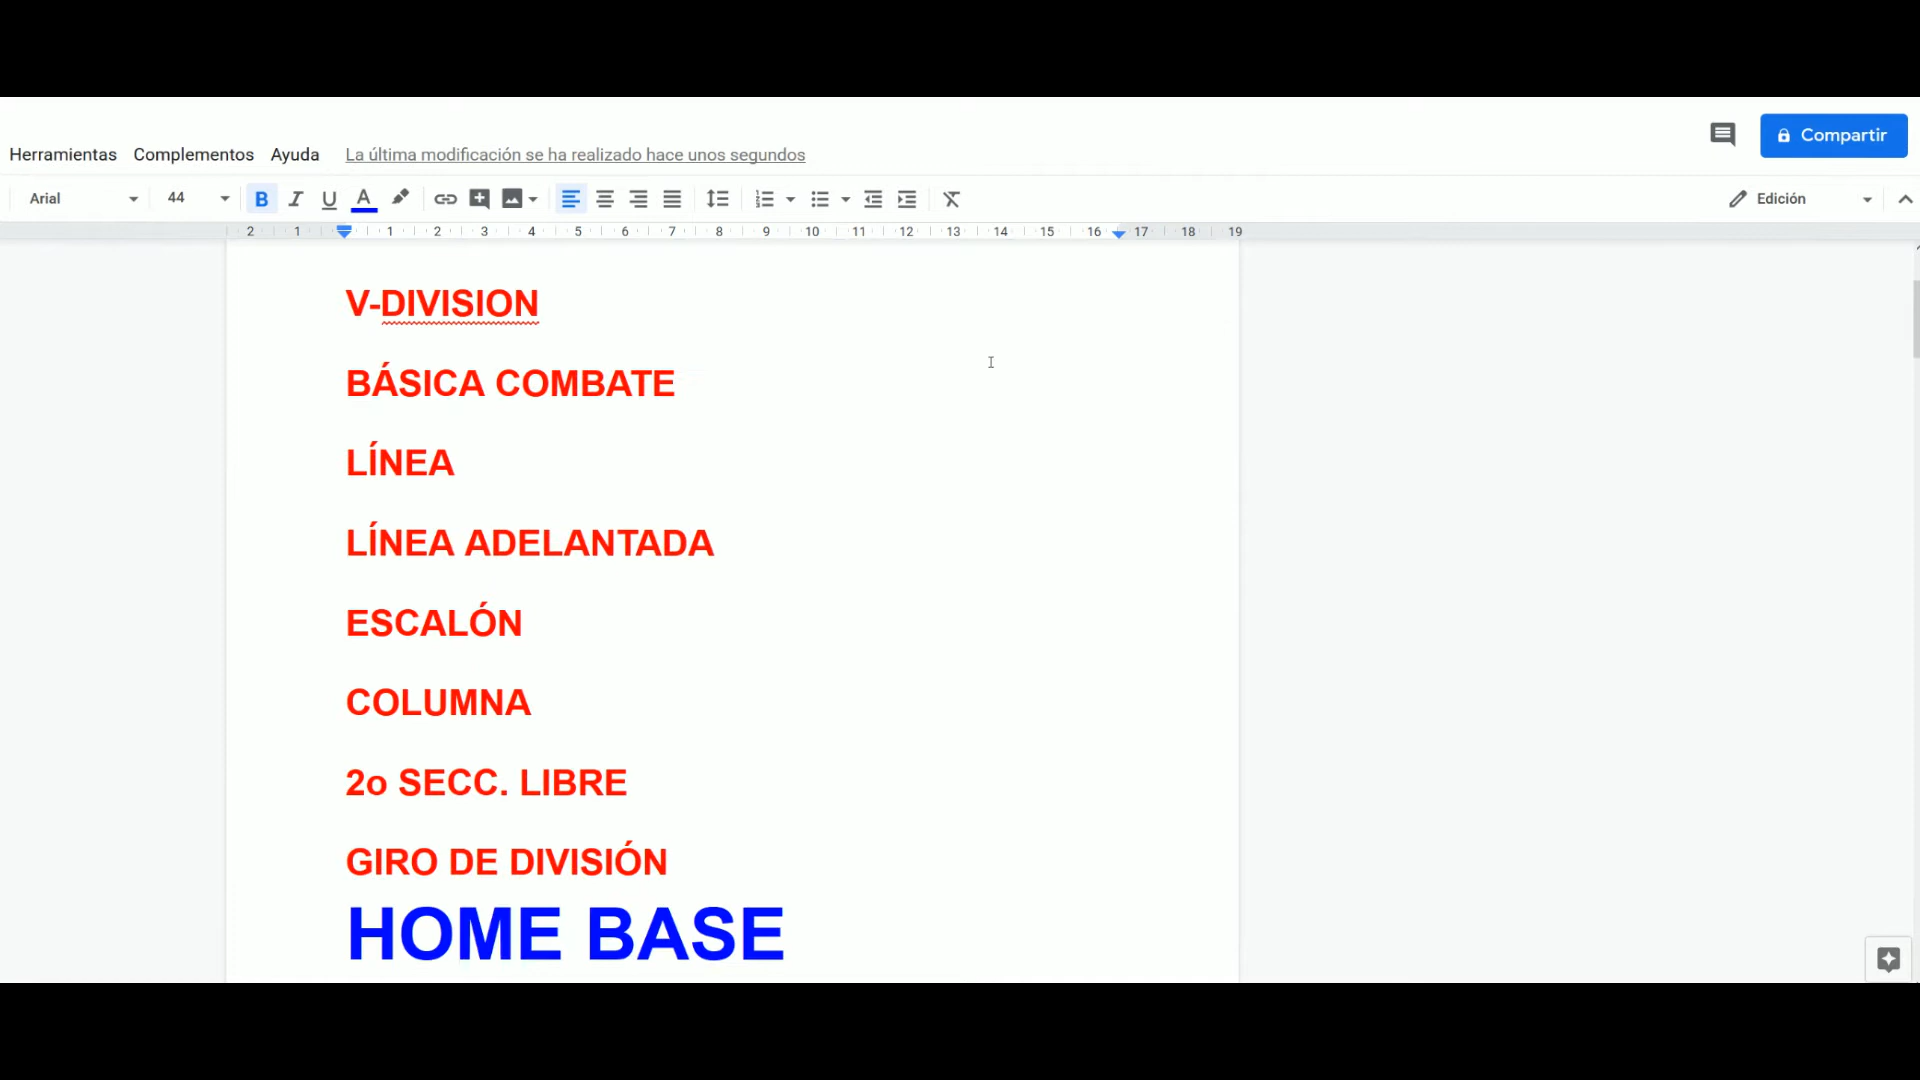 Compartir
Herramientas Complementos Ayuda La última modificación se ha realizado hace unos segundos
Arial 44 B I U A Edición
2 1 1 2 3 4 5 6 7 8 9 10 11 12 13 14 15 16 17 18 19
V-DIVISION
BÁSICA COMBATE
LÍNEA
LÍNEA ADELANTADA
ESCALÓN
COLUMNA
2o SECC. LIBRE
GIRO DE DIVISIÓN
HOME BASE